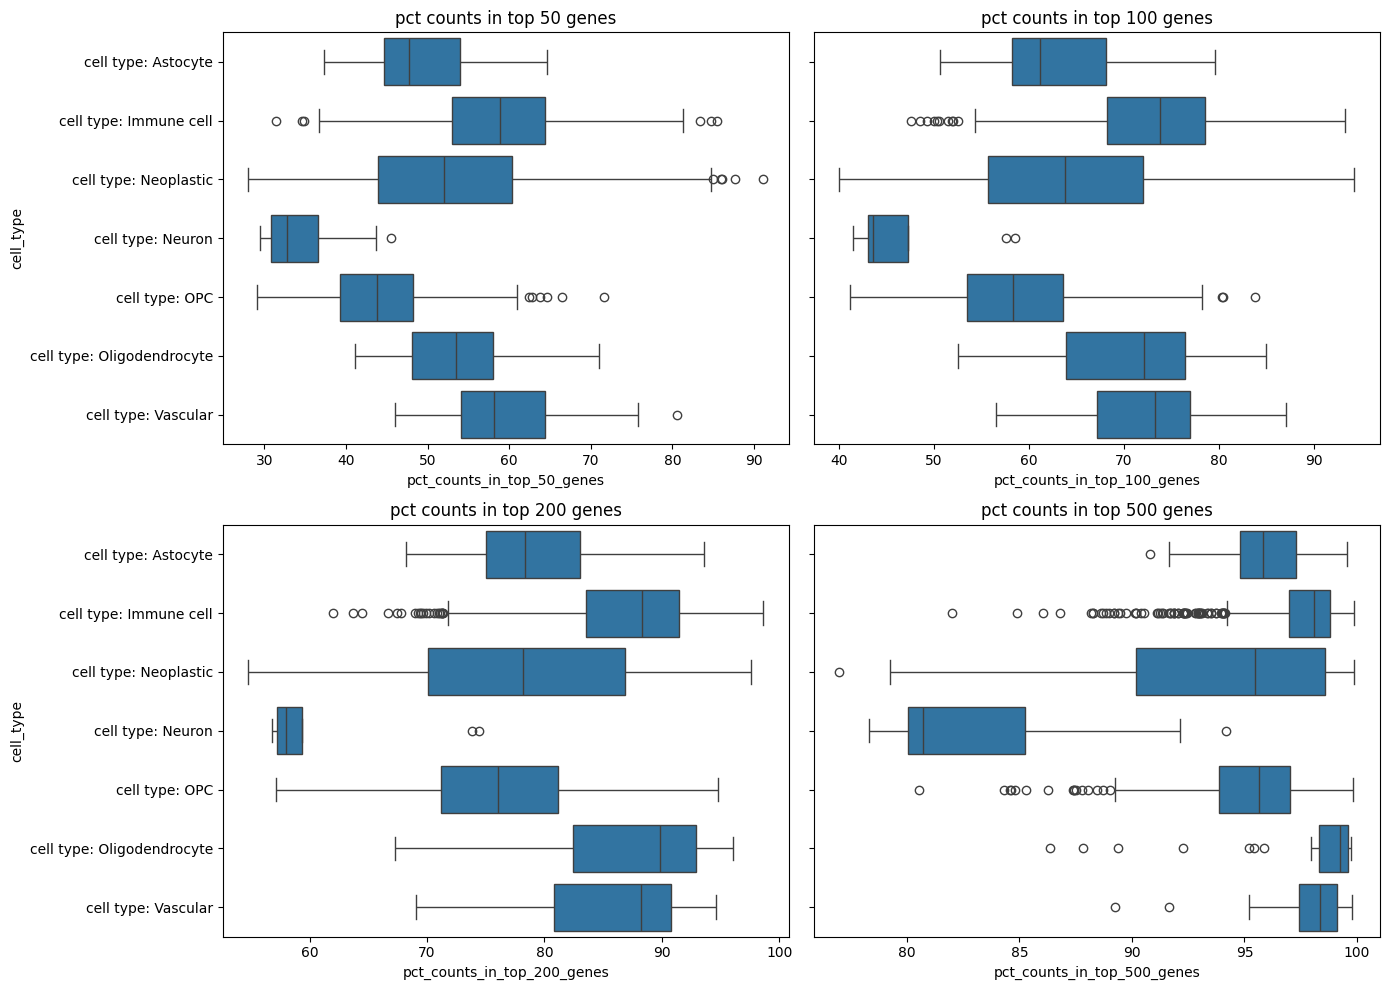 pct counts in top 50 genes
pct counts in top 100 genes
cell_type
cell type: Astocyte
cell type: Immune cell
cell type: Neoplastic
cell type: Neuron
cell type: OPC
cell type: Oligodendrocyte
cell type: Vascular
30 40 50 60 70 80 90
pct_counts_in_top_50_genes
40 50 60 70 80 90
pct_counts_in_top_100_genes
pct counts in top 200 genes
pct counts in top 500 genes
cell_type
cell type: Astocyte
cell type: Immune cell
cell type: Neoplastic
cell type: Neuron
cell type: OPC
cell type: Oligodendrocyte
cell type: Vascular
60 70 80 90 100
pct_counts_in_top_200_genes
80 85 90 95 100
pct_counts_in_top_500_genes